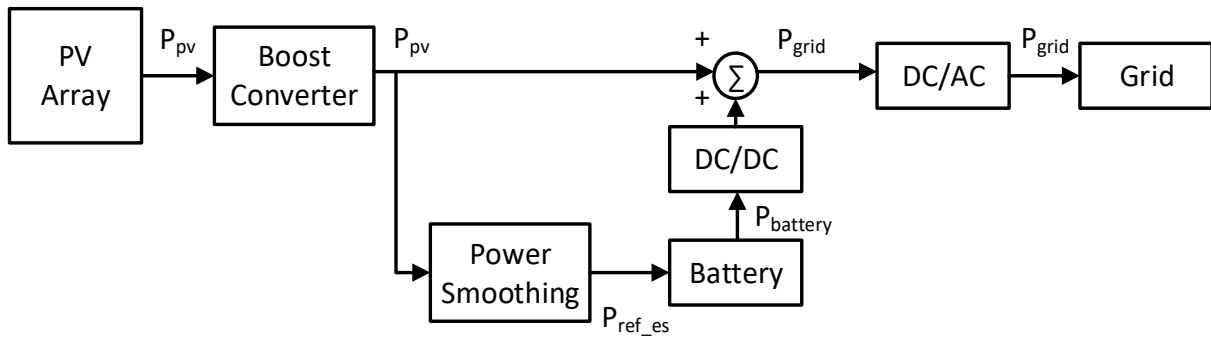 PV
Array
P_pv
Boost
Converter
P_pv
+
+
Σ
P_grid
DC/AC
P_grid
Grid
DC/DC
P_battery
Power
Smoothing
P_ref_es
Battery